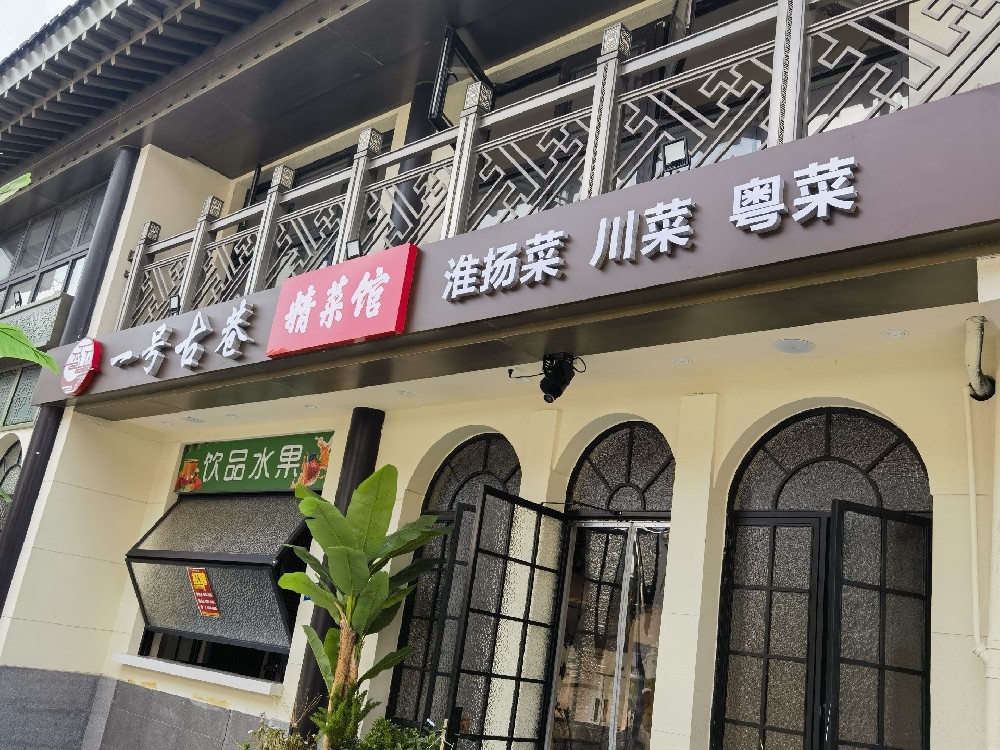 一号古巷 精菜馆 淮扬菜 川菜 粤菜
饮品水果